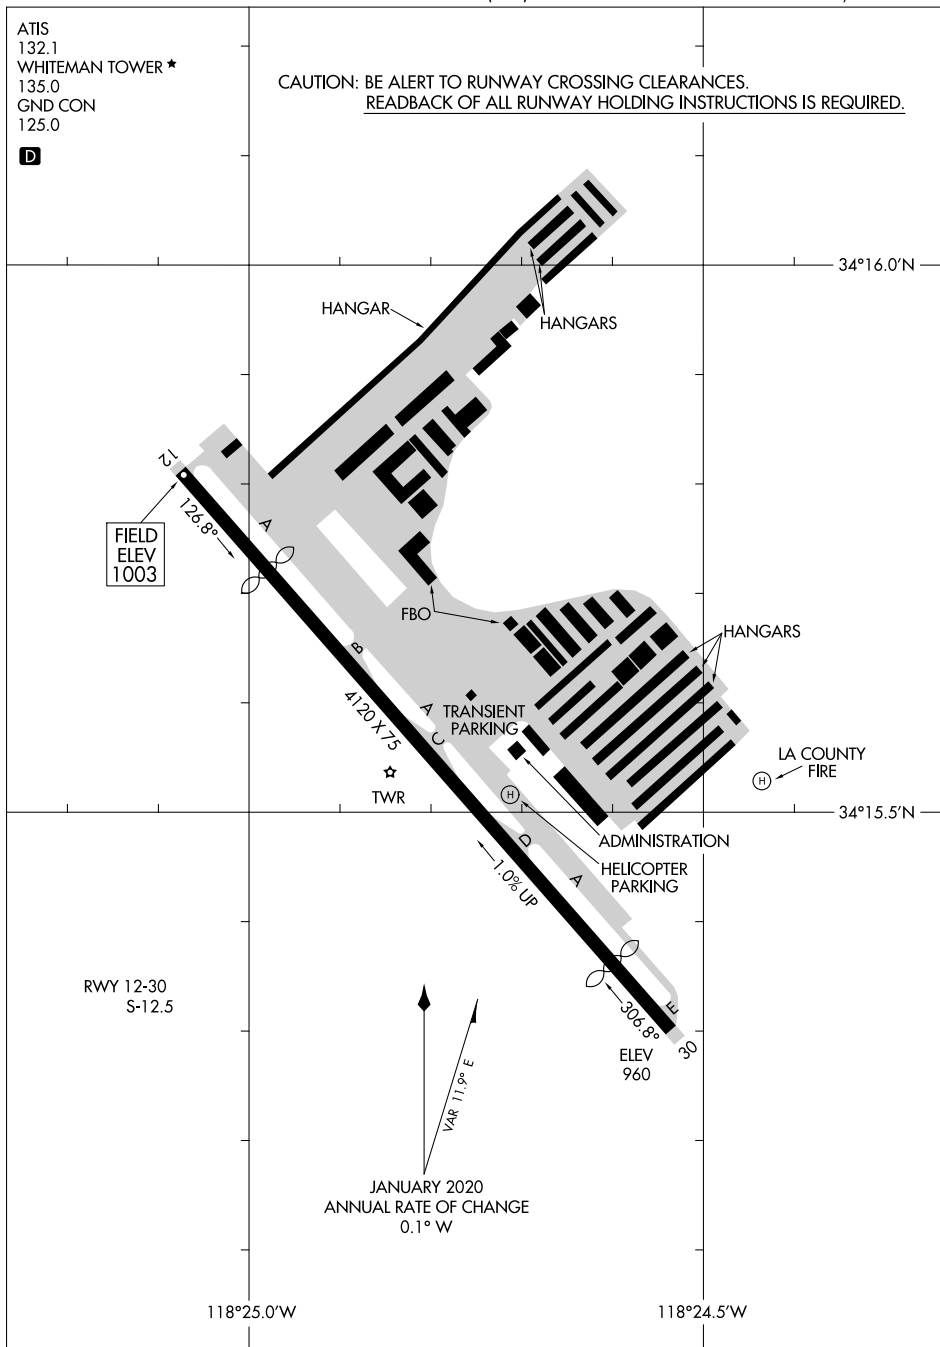 ATIS
132.1
WHITEMAN TOWER ★
135.0
GND CON
125.0
D
CAUTION: BE ALERT TO RUNWAY CROSSING CLEARANCES.
READBACK OF ALL RUNWAY HOLDING INSTRUCTIONS IS REQUIRED.
34°16.0'N
HANGAR
HANGARS
12
126.8°
A
FIELD
ELEV
1003
FBO
HANGARS
B
4120 X 75
A
C
TRANSIENT
PARKING
TWR
LA COUNTY
FIRE
H
H
34°15.5'N
ADMINISTRATION
D
HELICOPTER
PARKING
A
1.0% UP
RWY 12-30
S-12.5
306.8°
E
30
ELEV
960
VAR 11.9° E
JANUARY 2020
ANNUAL RATE OF CHANGE
0.1° W
118°25.0'W
118°24.5'W